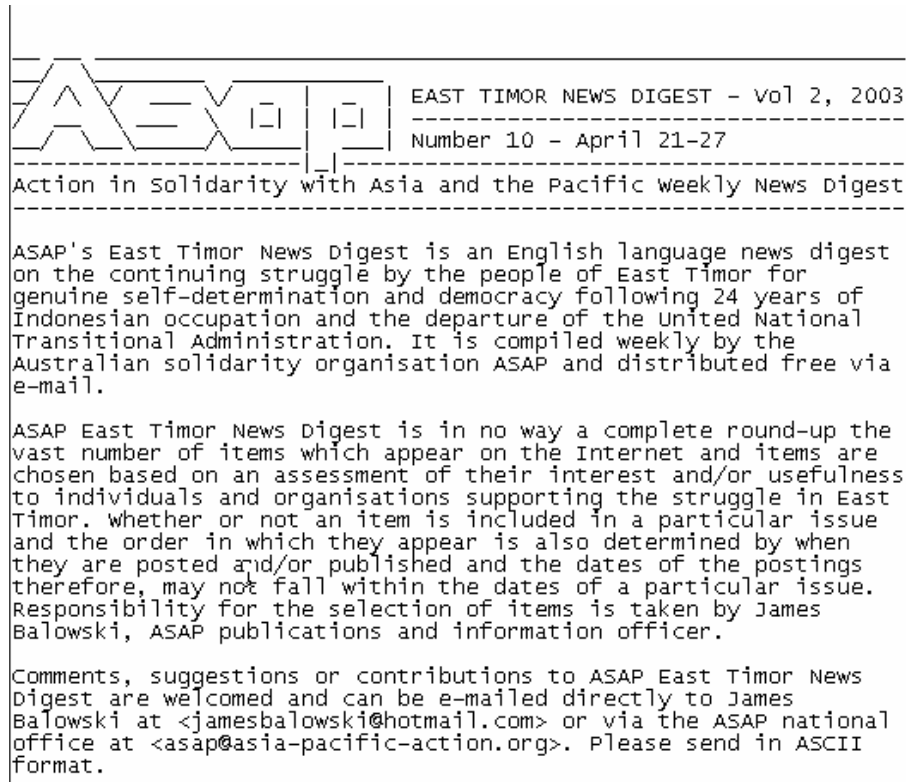 Asap
EAST TIMOR NEWS DIGEST - Vol 2, 2003
Number 10 - April 21-27
Action in Solidarity with Asia and the Pacific Weekly News Digest
ASAP's East Timor News Digest is an English language news digest
on the continuing struggle by the people of East Timor for
genuine self-determination and democracy following 24 years of
Indonesian occupation and the departure of the United National
Transitional Administration. It is compiled weekly by the
Australian solidarity organisation ASAP and distributed free via
e-mail.
ASAP East Timor News Digest is in no way a complete round-up the
vast number of items which appear on the Internet and items are
chosen based on an assessment of their interest and/or usefulness
to individuals and organisations supporting the struggle in East
Timor. Whether or not an item is included in a particular issue
and the order in which they appear is also determined by when
they are posted and/or published and the dates of the postings
therefore, may not fall within the dates of a particular issue.
Responsibility for the selection of items is taken by James
Balowski, ASAP publications and information officer.
Comments, suggestions or contributions to ASAP East Timor News
Digest are welcomed and can be e-mailed directly to James
Balowski at <jamesbalowski@hotmail.com> or via the ASAP national
office at <asap@asia-pacific-action.org>. Please send in ASCII
format.